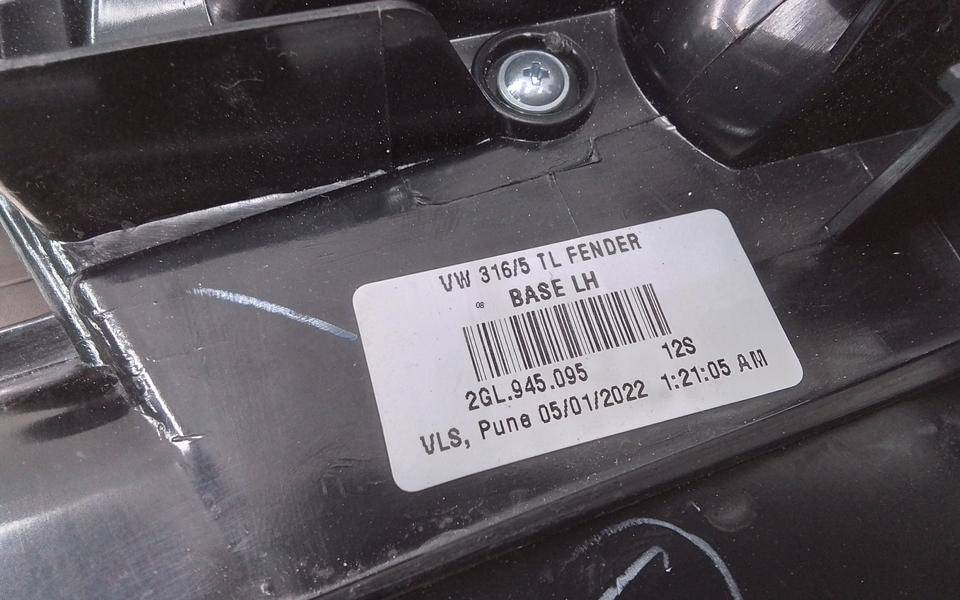 VW 316/5 TL FENDER
08 BASE LH
2GL.945.095 12S
VLS, Pune 05/01/2022 1:21:05 AM